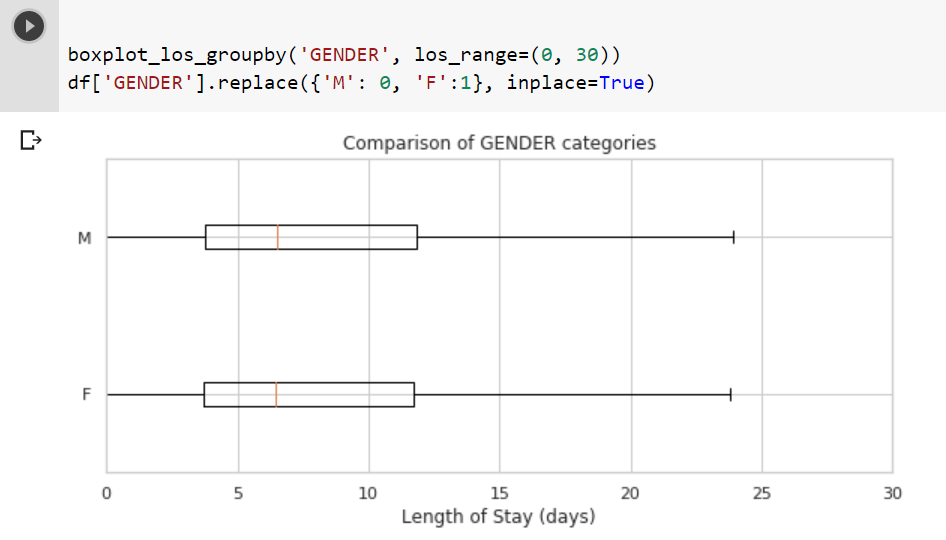 boxplot_los_groupby('GENDER', los_range=(0, 30))
df['GENDER'].replace({'M': 0, 'F':1}, inplace=True)
Comparison of GENDER categories
M
F
0 5 10 15 20 25 30
Length of Stay (days)